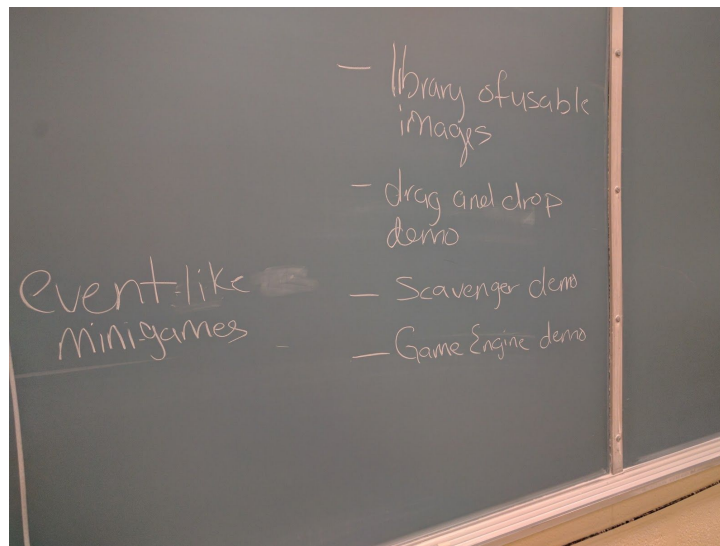 – library of usable
images
– drag and drop
demo
– Scavenger demo
– Game Engine demo
event-like
minigames